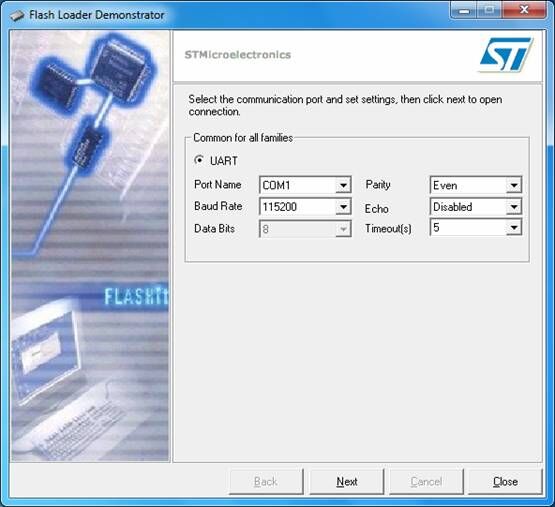 Flash Loader Demonstrator
STMicroelectronics
ST
Select the communication port and set settings, then click next to open
connection.
Common for all families
UART
Port Name COM1 Parity Even
Baud Rate 115200 Echo Disabled
Data Bits 8 Timeout(s) 5
Back Next Cancel Close